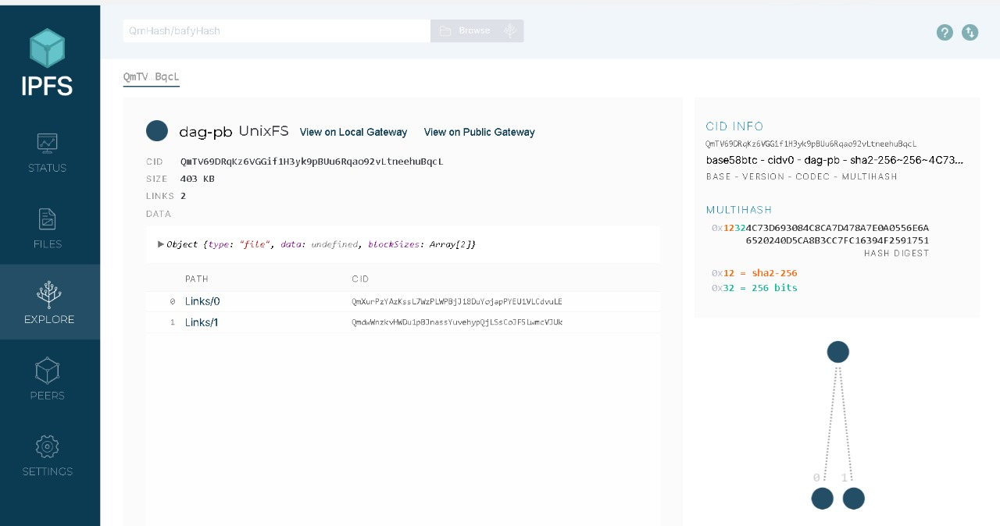 QmHash/bafyHash
Browse
IPFS
STATUS
FILES
EXPLORE
PEERS
SETTINGS
QmTV…BqcL
dag-pb UnixFS View on Local Gateway View on Public Gateway
CID QmTV69DRqKz6VGGif1H3yk9pBUu6Rqao92vLtneehuBqcL
SIZE 403 KB
LINKS 2
DATA
▶Object {type: "file", data: undefined, blockSizes: Array[2]}
PATH CID
0 Links/0 QmXurPzYAzKssL7WzPLWPBjJ18DuYojapPYEU1VLCdvuLE
1 Links/1 QmdwWnzkvHWDu1pBJnassYuvehypQjLSsCoJF5LwmcVJUk
CID INFO
QmTV69DRqKz6VGGif1H3yk9pBUu6Rqao92vLtneehuBqcL
base58btc - cidv0 - dag-pb - sha2-256~256~4C73...
BASE - VERSION - CODEC - MULTIHASH
MULTIHASH
0x12324C73D693084C8CA7D478A7E0A0556E6A
6520240D5CA8B3CC7FC16394F2591751
HASH DIGEST
0x12 = sha2-256
0x32 = 256 bits
0 1